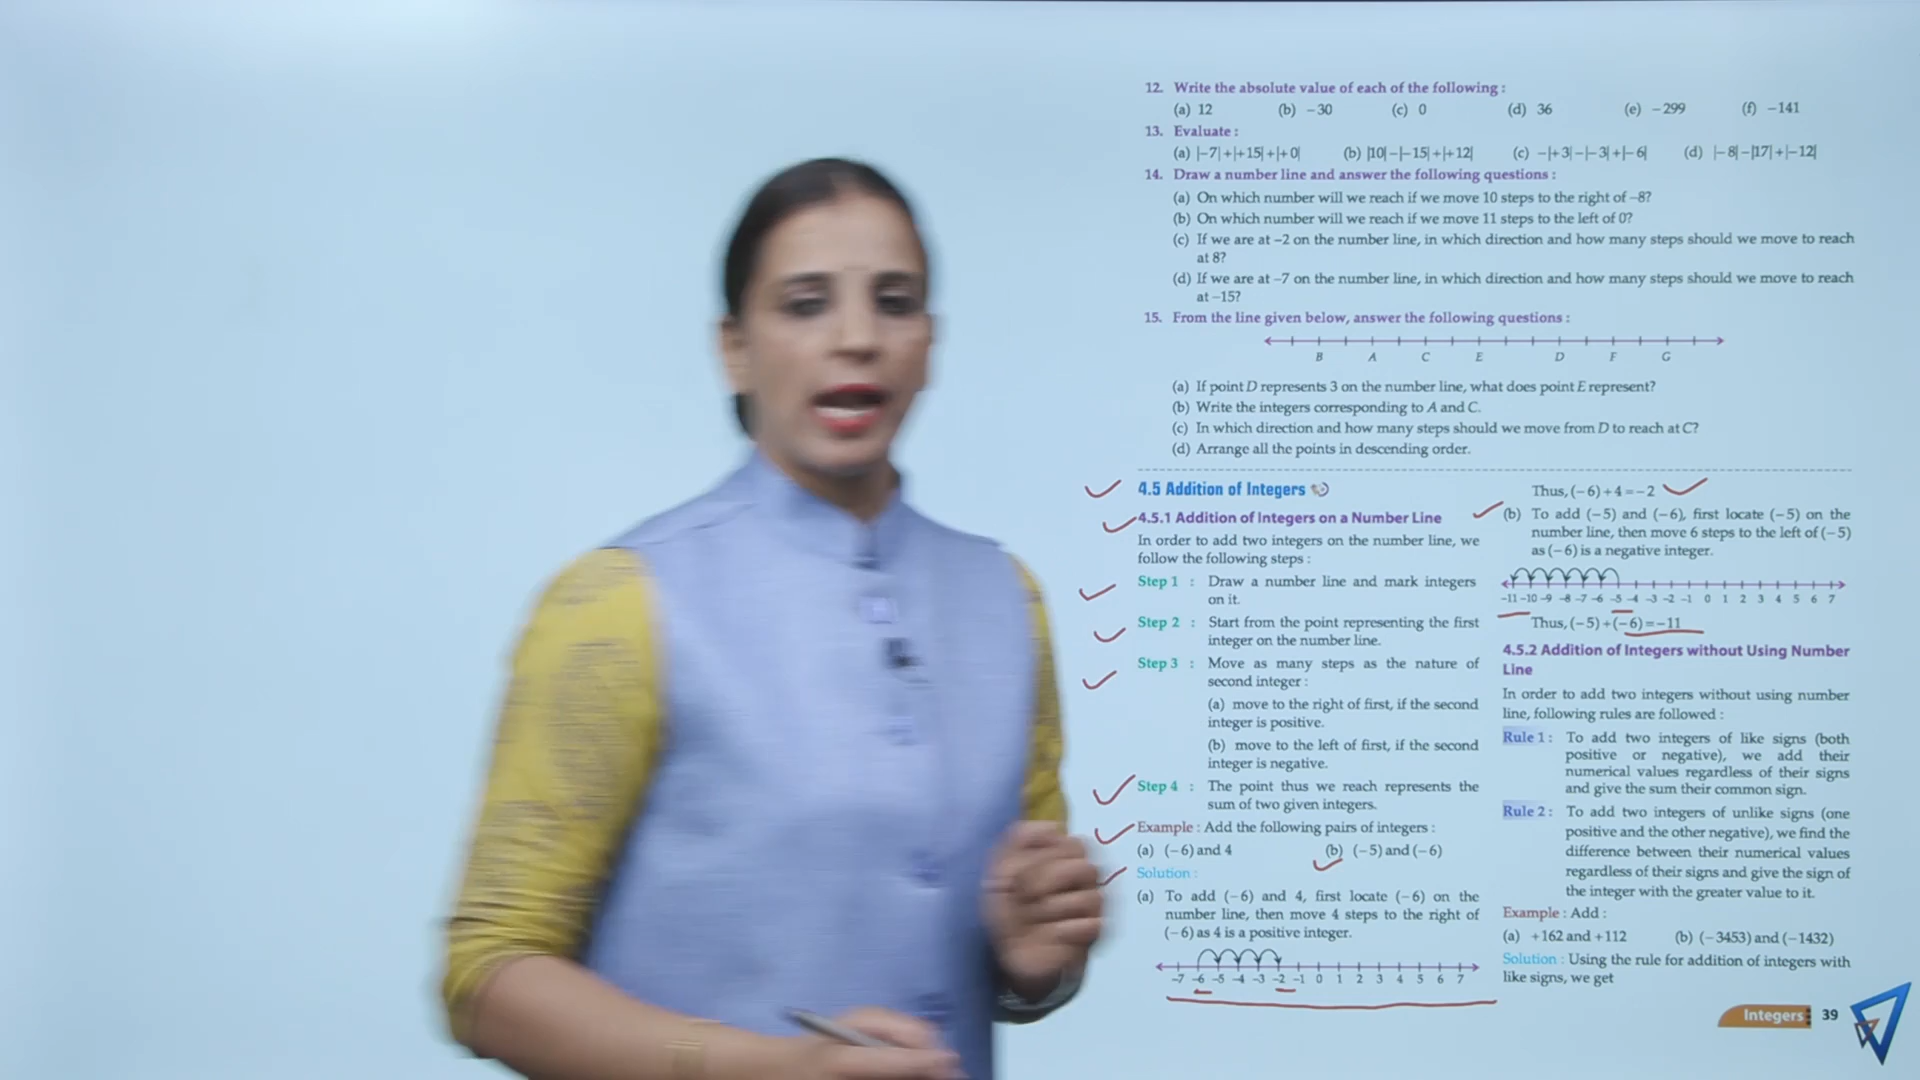 12. Write the absolute value of each of the following :
(a) 12 (b) −30 (c) 0 (d) 36 (e) −299 (f) −141
13. Evaluate :
(a) |−7|+|+15|+|+0| (b) |10|−|−15|+|+12| (c) −|+3|−|−3|+|−6| (d) |−8|−|17|+|−12|
14. Draw a number line and answer the following questions :
(a) On which number will we reach if we move 10 steps to the right of −8?
(b) On which number will we reach if we move 11 steps to the left of 0?
(c) If we are at −2 on the number line, in which direction and how many steps should we move to reach
at 8?
(d) If we are at −7 on the number line, in which direction and how many steps should we move to reach
at −15?
15. From the line given below, answer the following questions :
B A C E D F G
(a) If point D represents 3 on the number line, what does point E represent?
(b) Write the integers corresponding to A and C.
(c) In which direction and how many steps should we move from D to reach at C?
(d) Arrange all the points in descending order.
4.5 Addition of Integers
4.5.1 Addition of Integers on a Number Line
In order to add two integers on the number line, we
follow the following steps :
Step 1 : Draw a number line and mark integers
on it.
Step 2 : Start from the point representing the first
integer on the number line.
Step 3 : Move as many steps as the nature of
second integer :
(a) move to the right of first, if the second
integer is positive.
(b) move to the left of first, if the second
integer is negative.
Step 4 : The point thus we reach represents the
sum of two given integers.
Example : Add the following pairs of integers :
(a) (−6) and 4 (b) (−5) and (−6)
Solution :
(a) To add (−6) and 4, first locate (−6) on the
number line, then move 4 steps to the right of
(−6) as 4 is a positive integer.
−7 −6 −5 −4 −3 −2 −1 0 1 2 3 4 5 6 7
Thus, (−6) + 4 = −2
(b) To add (−5) and (−6), first locate (−5) on the
number line, then move 6 steps to the left of (−5)
as (−6) is a negative integer.
−11 −10 −9 −8 −7 −6 −5 −4 −3 −2 −1 0 1 2 3 4 5 6 7
Thus, (−5) + (−6) = −11
4.5.2 Addition of Integers without Using Number
Line
In order to add two integers without using number
line, following rules are followed :
Rule 1 : To add two integers of like signs (both
positive or negative), we add their
numerical values regardless of their signs
and give the sum their common sign.
Rule 2 : To add two integers of unlike signs (one
positive and the other negative), we find the
difference between their numerical values
regardless of their signs and give the sign of
the integer with the greater value to it.
Example : Add :
(a) +162 and +112 (b) (−3453) and (−1432)
Solution : Using the rule for addition of integers with
like signs, we get
Integers 39